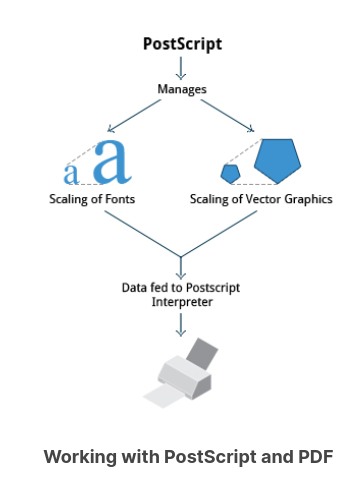 PostScript
Manages
a a
Scaling of Fonts
Scaling of Vector Graphics
Data fed to Postscript
Interpreter
Working with PostScript and PDF